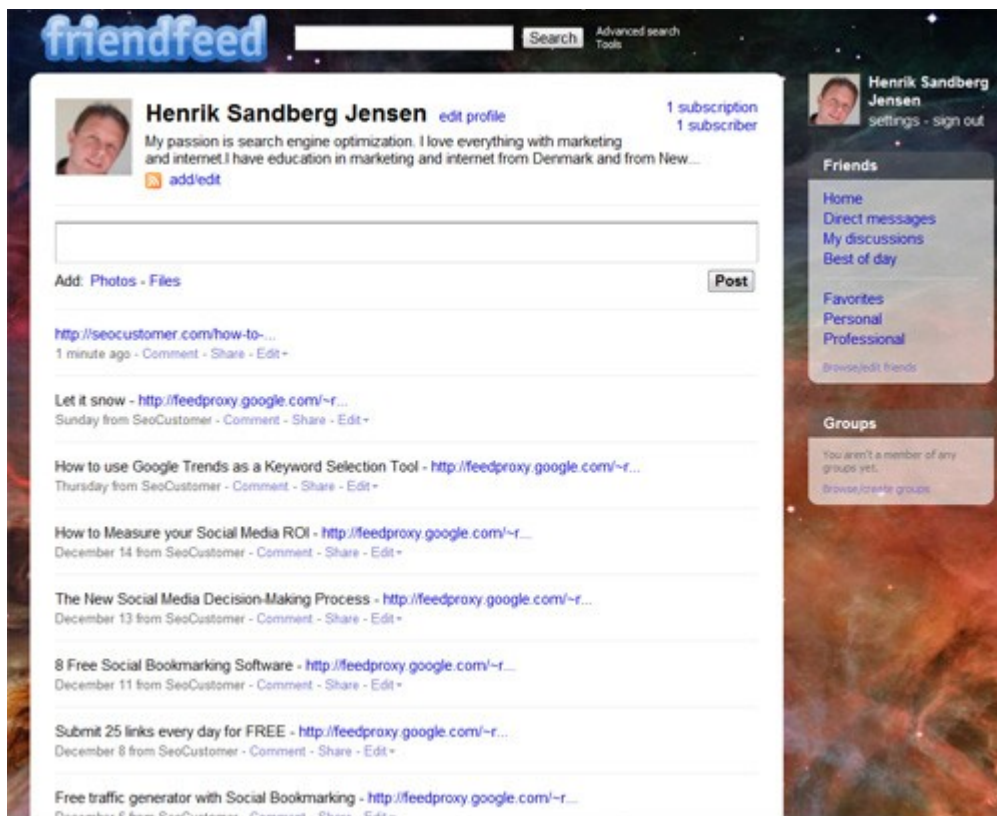 friendfeed
Search
Advanced search
Tools
Henrik Sandberg Jensen edit profile
1 subscription
1 subscriber
My passion is search engine optimization. I love everything with marketing
and internet.I have education in marketing and internet from Denmark and from New...
add/edit
Add: Photos - Files
Post
http://seocustomer.com/how-to-...
1 minute ago - Comment - Share - Edit
Let it snow - http://feedproxy.google.com/~r...
Sunday from SeoCustomer - Comment - Share - Edit
How to use Google Trends as a Keyword Selection Tool - http://feedproxy.google.com/~r...
Thursday from SeoCustomer - Comment - Share - Edit
How to Measure your Social Media ROI - http://feedproxy.google.com/~r...
December 14 from SeoCustomer - Comment - Share - Edit
The New Social Media Decision-Making Process - http://feedproxy.google.com/~r...
December 13 from SeoCustomer - Comment - Share - Edit
8 Free Social Bookmarking Software - http://feedproxy.google.com/~r...
December 11 from SeoCustomer - Comment - Share - Edit
Submit 25 links every day for FREE - http://feedproxy.google.com/~r...
December 8 from SeoCustomer - Comment - Share - Edit
Free traffic generator with Social Bookmarking - http://feedproxy.google.com/~r...
Henrik Sandberg
Jensen
settings - sign out
Friends
Home
Direct messages
My discussions
Best of day
Favorites
Personal
Professional
Browse/edit friends
Groups
You aren't a member of any
groups yet.
Browse/create groups